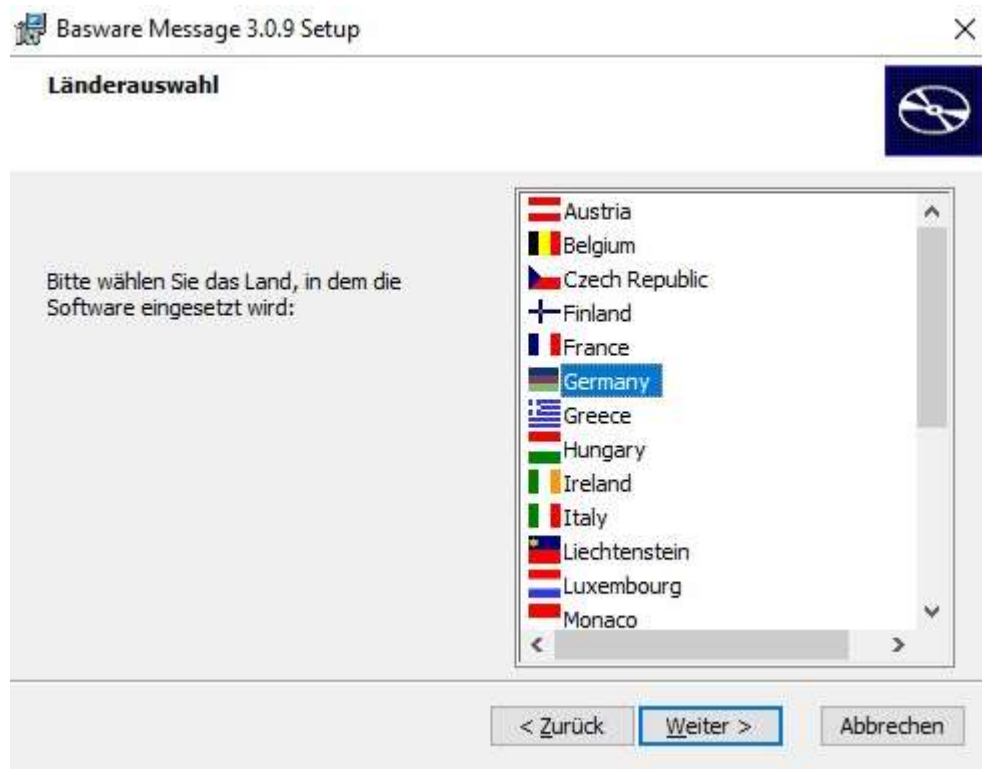 Basware Message 3.0.9 Setup
Länderauswahl
Bitte wählen Sie das Land, in dem die
Software eingesetzt wird:
Austria
Belgium
Czech Republic
Finland
France
Germany
Greece
Hungary
Ireland
Italy
Liechtenstein
Luxembourg
Monaco
< Zurück
Weiter >
Abbrechen